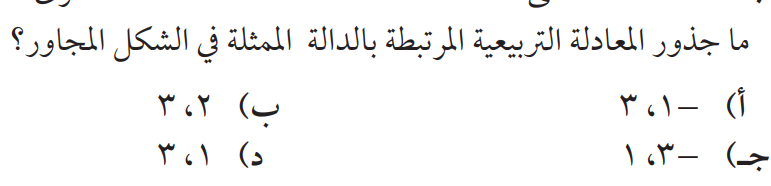 ما جذور المعادلة التربيعية المرتبطة بالدالة الممثلة في الشكل المجاور؟
أ) –١، ٣ ب) ٢، ٣
جـ) –٣، ١ د) ١، ٣